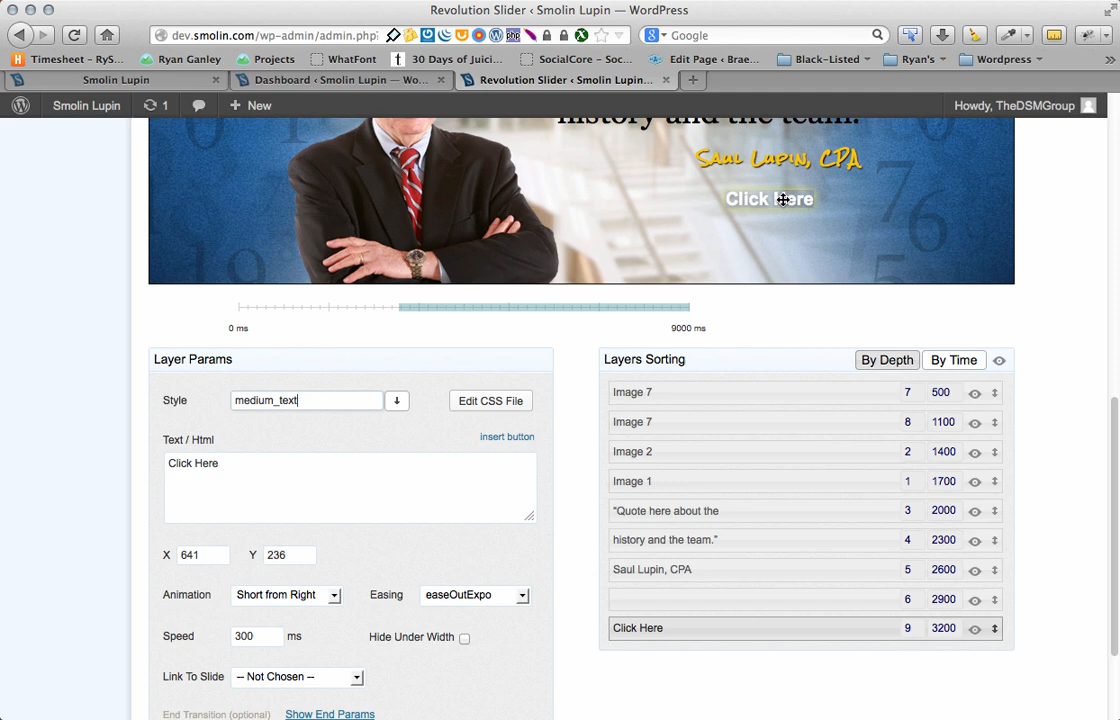 Revolution Slider ‹ Smolin Lupin — WordPress
dev.smolin.com/wp-admin/admin.php?
Google
Timesheet – RyS...
Ryan Ganley
Projects
WhatFont
30 Days of Juici...
SocialCore – Sou...
Edit Page ‹ Brae...
Black-Listed
Ryan's
Wordpress
Smolin Lupin
Dashboard ‹ Smolin Lupin — Wo...
Revolution Slider ‹ Smolin Lupin...
Smolin Lupin
1
New
Howdy, TheDSMGroup
history and the team."
Saul Lupin, CPA
Click Here
0 ms
9000 ms
Layer Params
Style
medium_text
Edit CSS File
Text / Html
insert button
Click Here
X 641 Y 236
Animation Short from Right Easing easeOutExpo
Speed 300 ms Hide Under Width
Link To Slide -- Not Chosen --
End Transition (optional) Show End Params
Layers Sorting By Depth By Time
Image 7 7 500
Image 7 8 1100
Image 2 2 1400
Image 1 1 1700
"Quote here about the 3 2000
history and the team." 4 2300
Saul Lupin, CPA 5 2600
6 2900
Click Here 9 3200